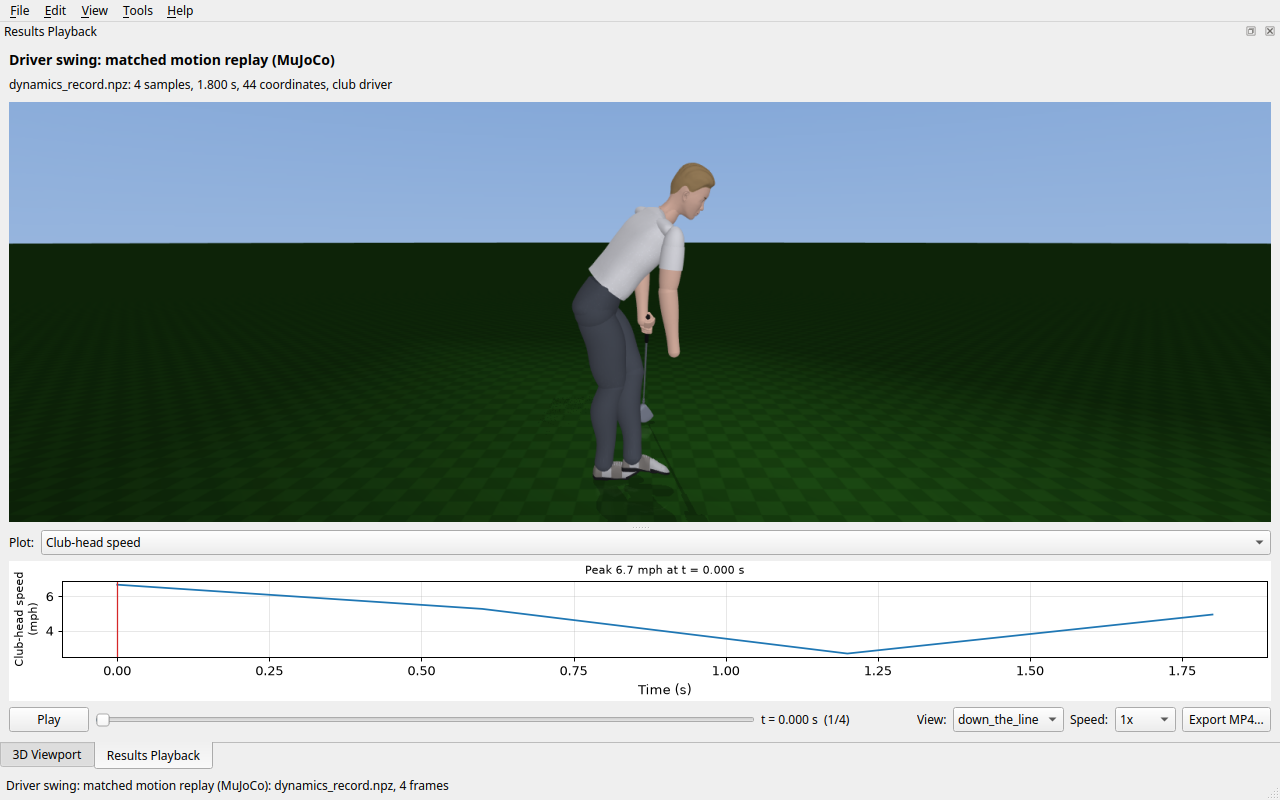 File Edit View Tools Help
Results Playback
Driver swing: matched motion replay (MuJoCo)
dynamics_record.npz: 4 samples, 1.800 s, 44 coordinates, club driver
Plot: Club-head speed
Peak 6.7 mph at t = 0.000 s
Club-head speed
(mph)
6
4
0.00 0.25 0.50 0.75 1.00 1.25 1.50 1.75
Time (s)
Play t = 0.000 s (1/4) View: down_the_line Speed: 1x Export MP4...
3D Viewport Results Playback
Driver swing: matched motion replay (MuJoCo): dynamics_record.npz, 4 frames